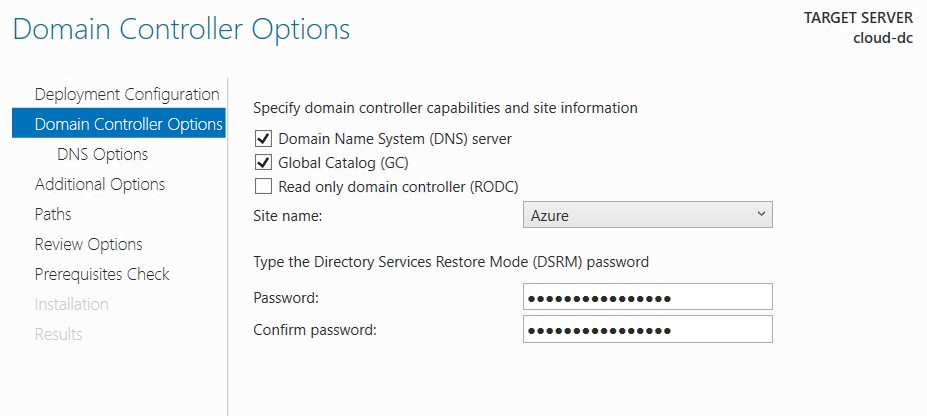 Domain Controller Options
TARGET SERVER
cloud-dc
Deployment Configuration
Domain Controller Options
DNS Options
Additional Options
Paths
Review Options
Prerequisites Check
Installation
Results
Specify domain controller capabilities and site information
Domain Name System (DNS) server
Global Catalog (GC)
Read only domain controller (RODC)
Site name:
Azure
Type the Directory Services Restore Mode (DSRM) password
Password:
●●●●●●●●●●●●●●●●
Confirm password:
●●●●●●●●●●●●●●●●